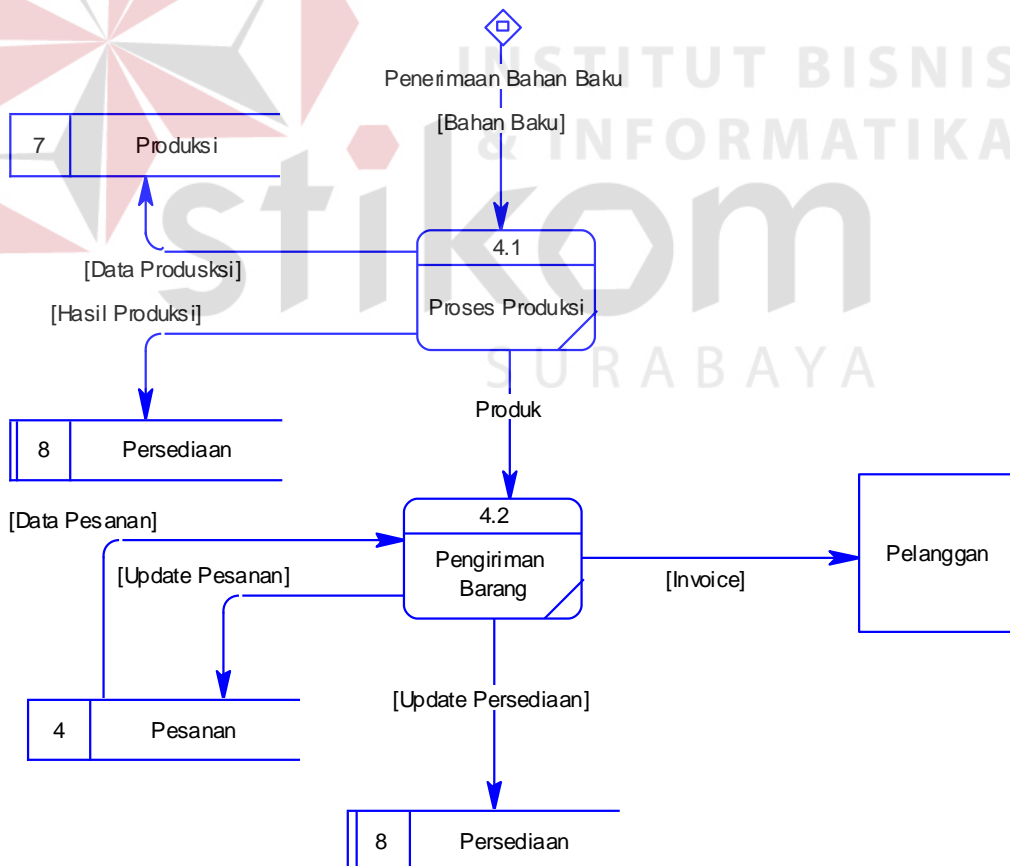 INSTITUT BISNIS
& INFORMATIKA
stikom
SURABAYA
Penerimaan Bahan Baku
[Bahan Baku]
7
Produksi
4.1
Proses Produksi
[Data Produsksi]
[Hasil Produksi]
Produk
8
Persediaan
[Data Pesanan]
4.2
Pengiriman
Barang
[Update Pesanan]
[Invoice]
Pelanggan
[Update Persediaan]
4
Pesanan
8
Persediaan